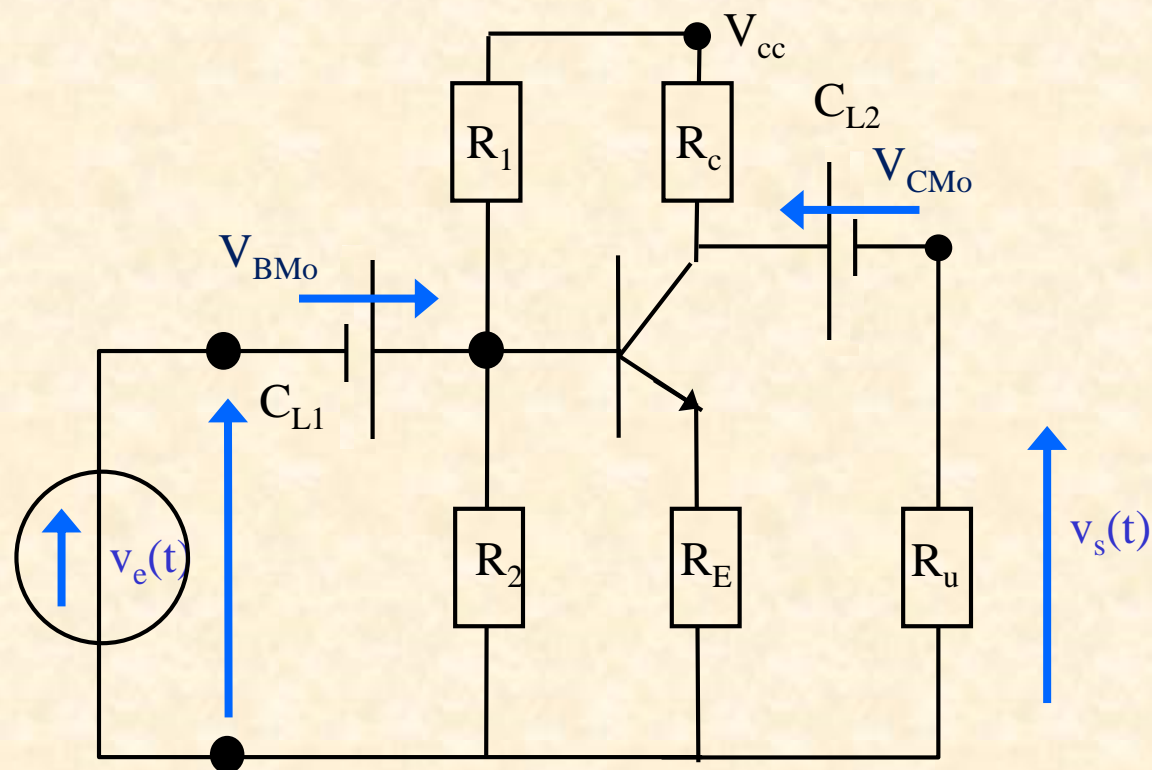 Vcc
CL2
R1
Rc
VCMo
VBMo
CL1
ve(t)
R2
RE
Ru
vs(t)